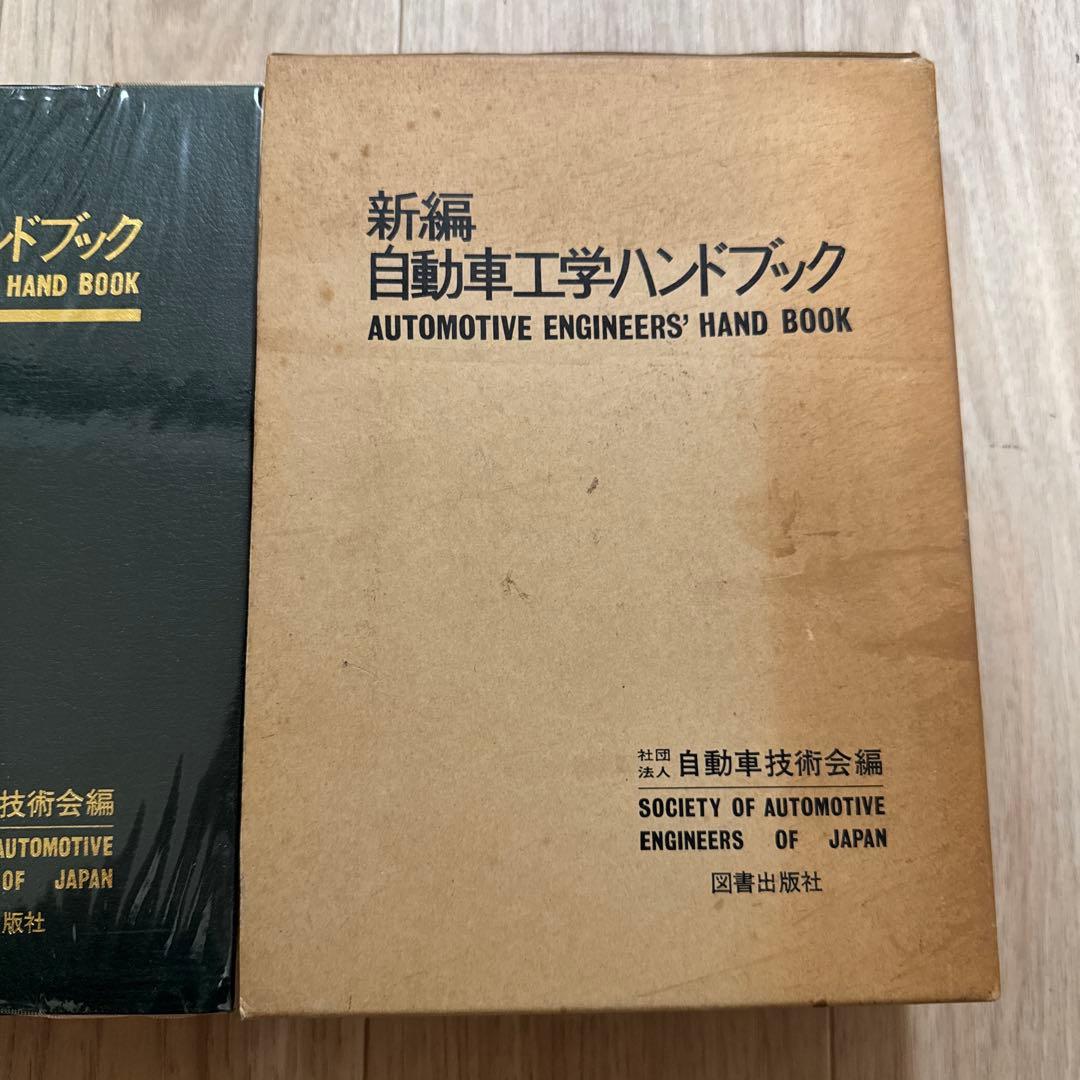 ンドブック
HAND BOOK
技術会編
AUTOMOTIVE
OF JAPAN
版社
新編
自動車工学ハンドブック
AUTOMOTIVE ENGINEERS' HAND BOOK
社団
法人 自動車技術会編
SOCIETY OF AUTOMOTIVE
ENGINEERS OF JAPAN
図書出版社